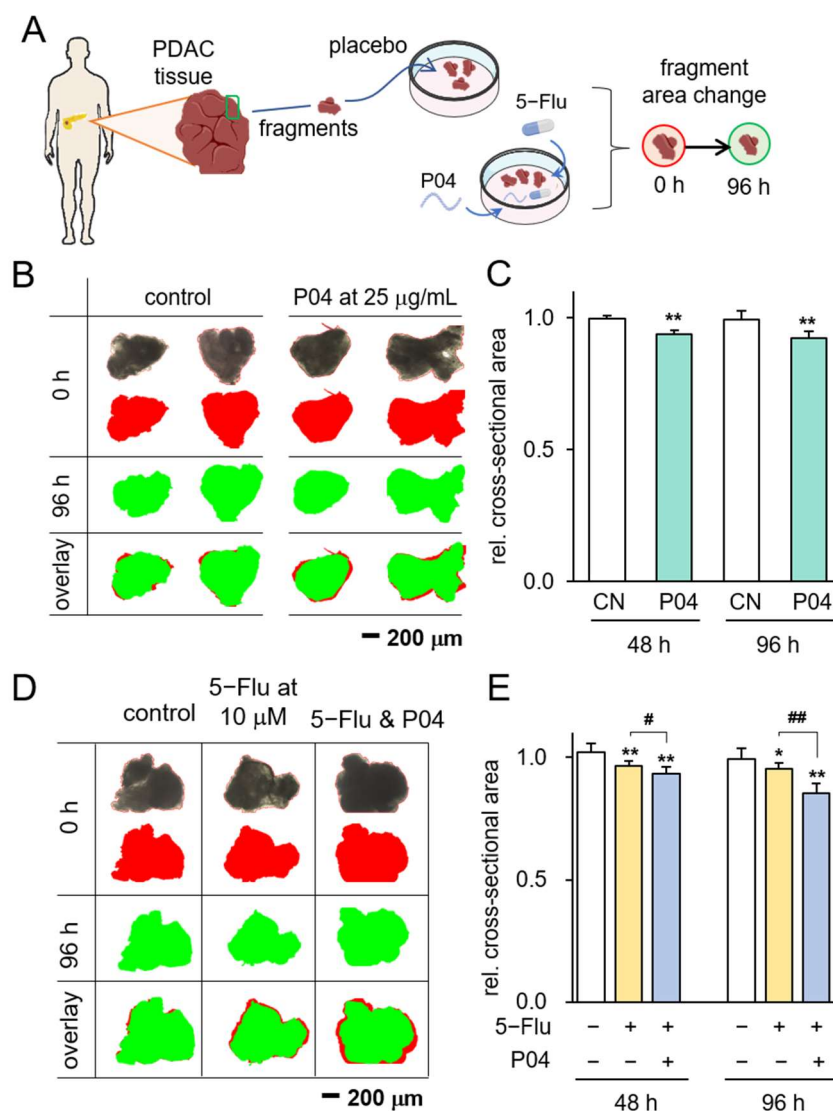 A
PDAC
tissue
fragments
placebo
5−Flu
P04
fragment
area change
0 h
96 h
B
control
P04 at 25 μg/mL
0 h
96 h
overlay
200 μm
C
rel. cross-sectional area
1.0
0.5
0.0
**
**
CN
P04
CN
P04
48 h
96 h
D
control
5−Flu at
10 μM
5−Flu & P04
0 h
96 h
overlay
200 μm
E
rel. cross-sectional area
1.0
0.5
0.0
#
##
**
**
*
**
5−Flu − + + − + +
P04 − − + − − +
48 h
96 h